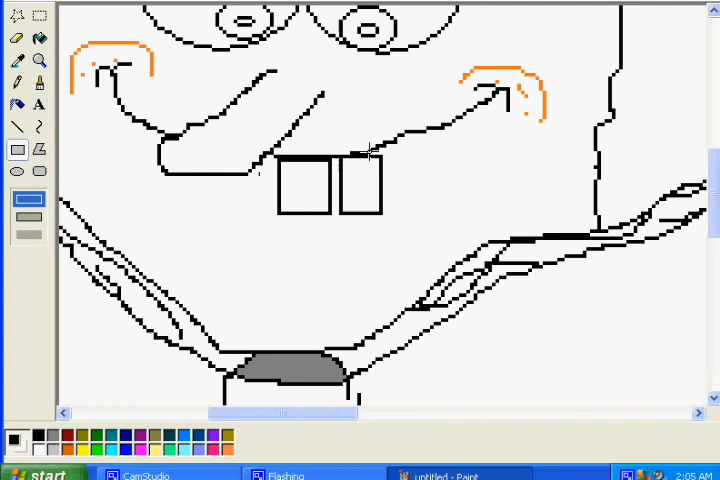 A
start
CamStudio
Flashing
untitled - Paint
2:05 AM